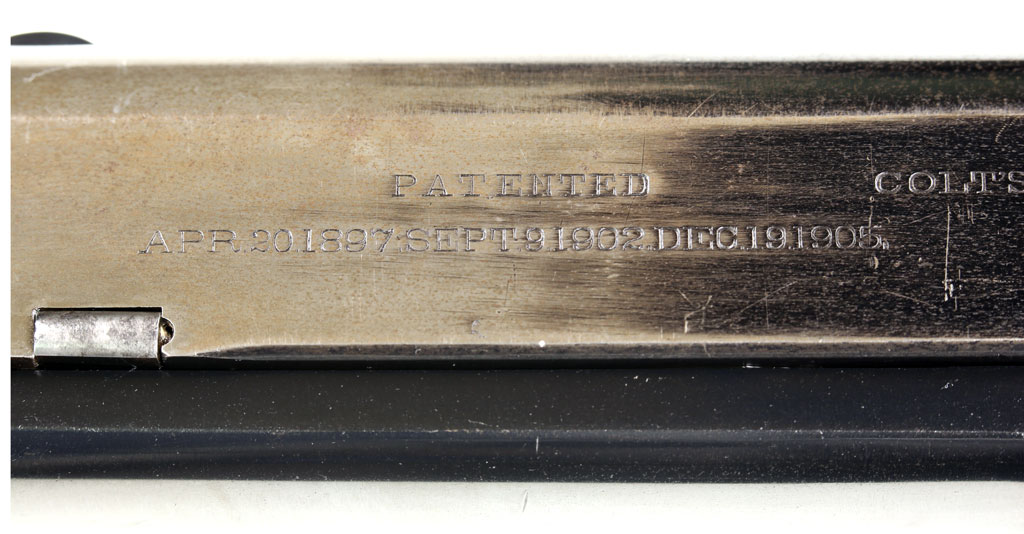 PATENTED COLT'S
APR.20.1897.SEPT.9.1902.DEC.19.1905.